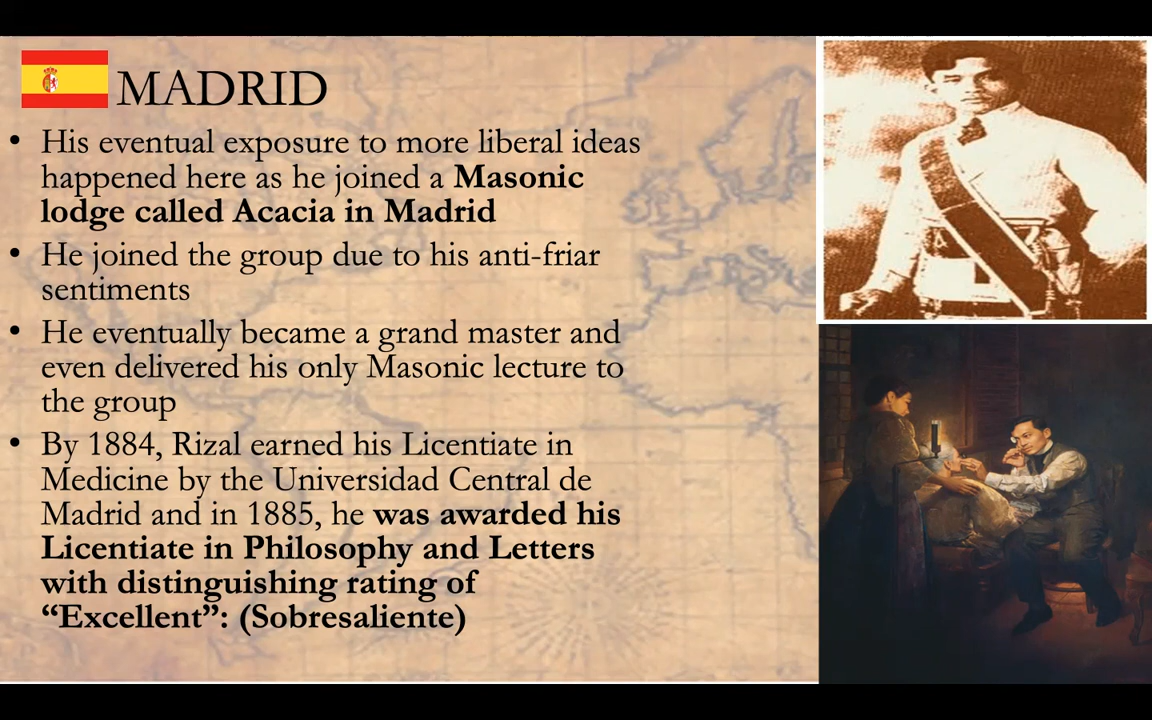 MADRID
• His eventual exposure to more liberal ideas
happened here as he joined a Masonic
lodge called Acacia in Madrid
• He joined the group due to his anti-friar
sentiments
• He eventually became a grand master and
even delivered his only Masonic lecture to
the group
• By 1884, Rizal earned his Licentiate in
Medicine by the Universidad Central de
Madrid and in 1885, he was awarded his
Licentiate in Philosophy and Letters
with distinguishing rating of
“Excellent”: (Sobresaliente)